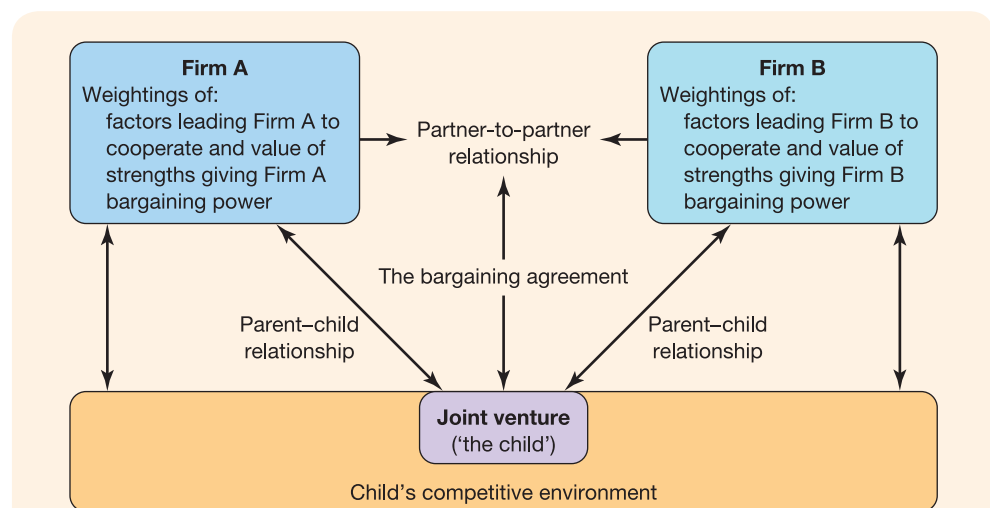 Firm A
Weightings of:
factors leading Firm A to
cooperate and value of
strengths giving Firm A
bargaining power
Partner-to-partner
relationship
Firm B
Weightings of:
factors leading Firm B to
cooperate and value of
strengths giving Firm B
bargaining power
The bargaining agreement
Parent–child
relationship
Parent–child
relationship
Joint venture
(‘the child’)
Child’s competitive environment